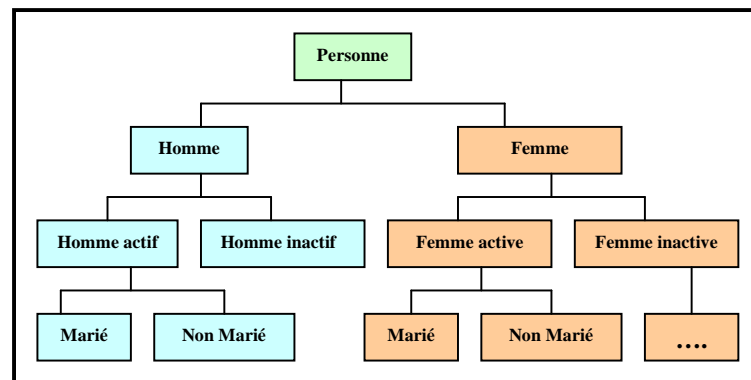 Personne
Homme
Femme
Homme actif
Homme inactif
Femme active
Femme inactive
Marié
Non Marié
Marié
Non Marié
….